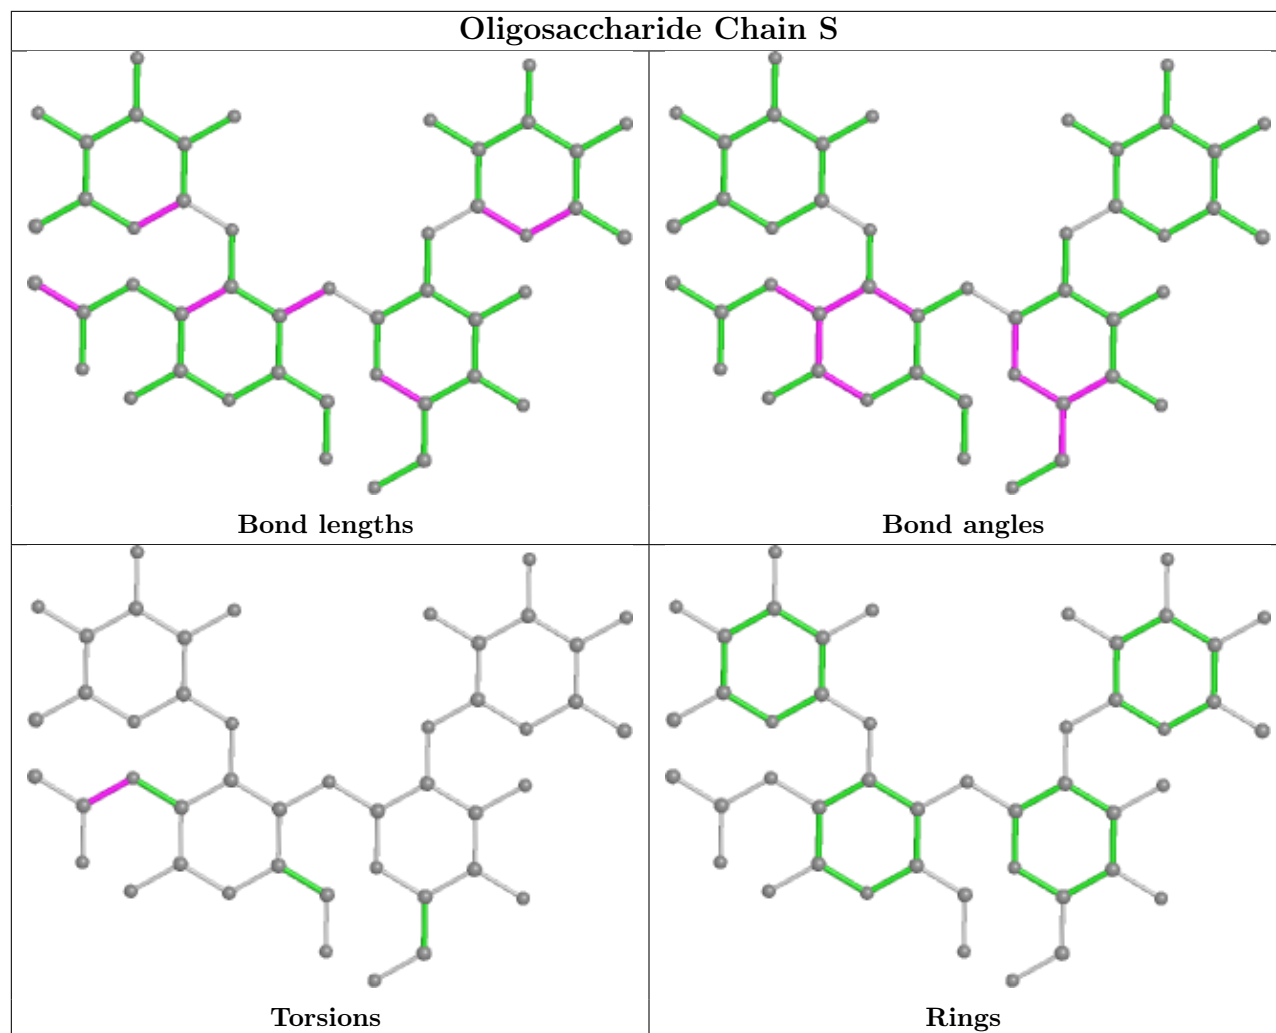 Oligosaccharide Chain S
Bond lengths
Bond angles
Torsions
Rings